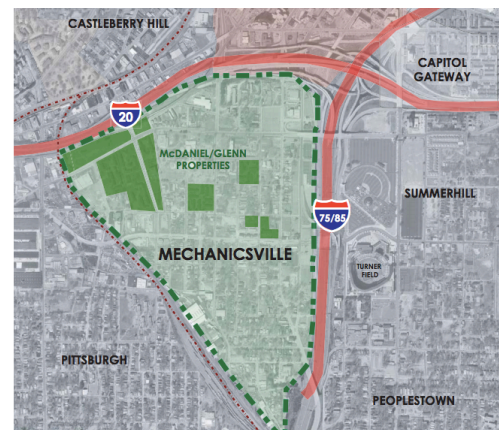 CASTLEBERRY HILL
CAPITOL
GATEWAY
20
McDANIEL/GLENN
PROPERTIES
SUMMERHILL
75/85
MECHANICSVILLE
TURNER
FIELD
PITTSBURGH
PEOPLESTOWN